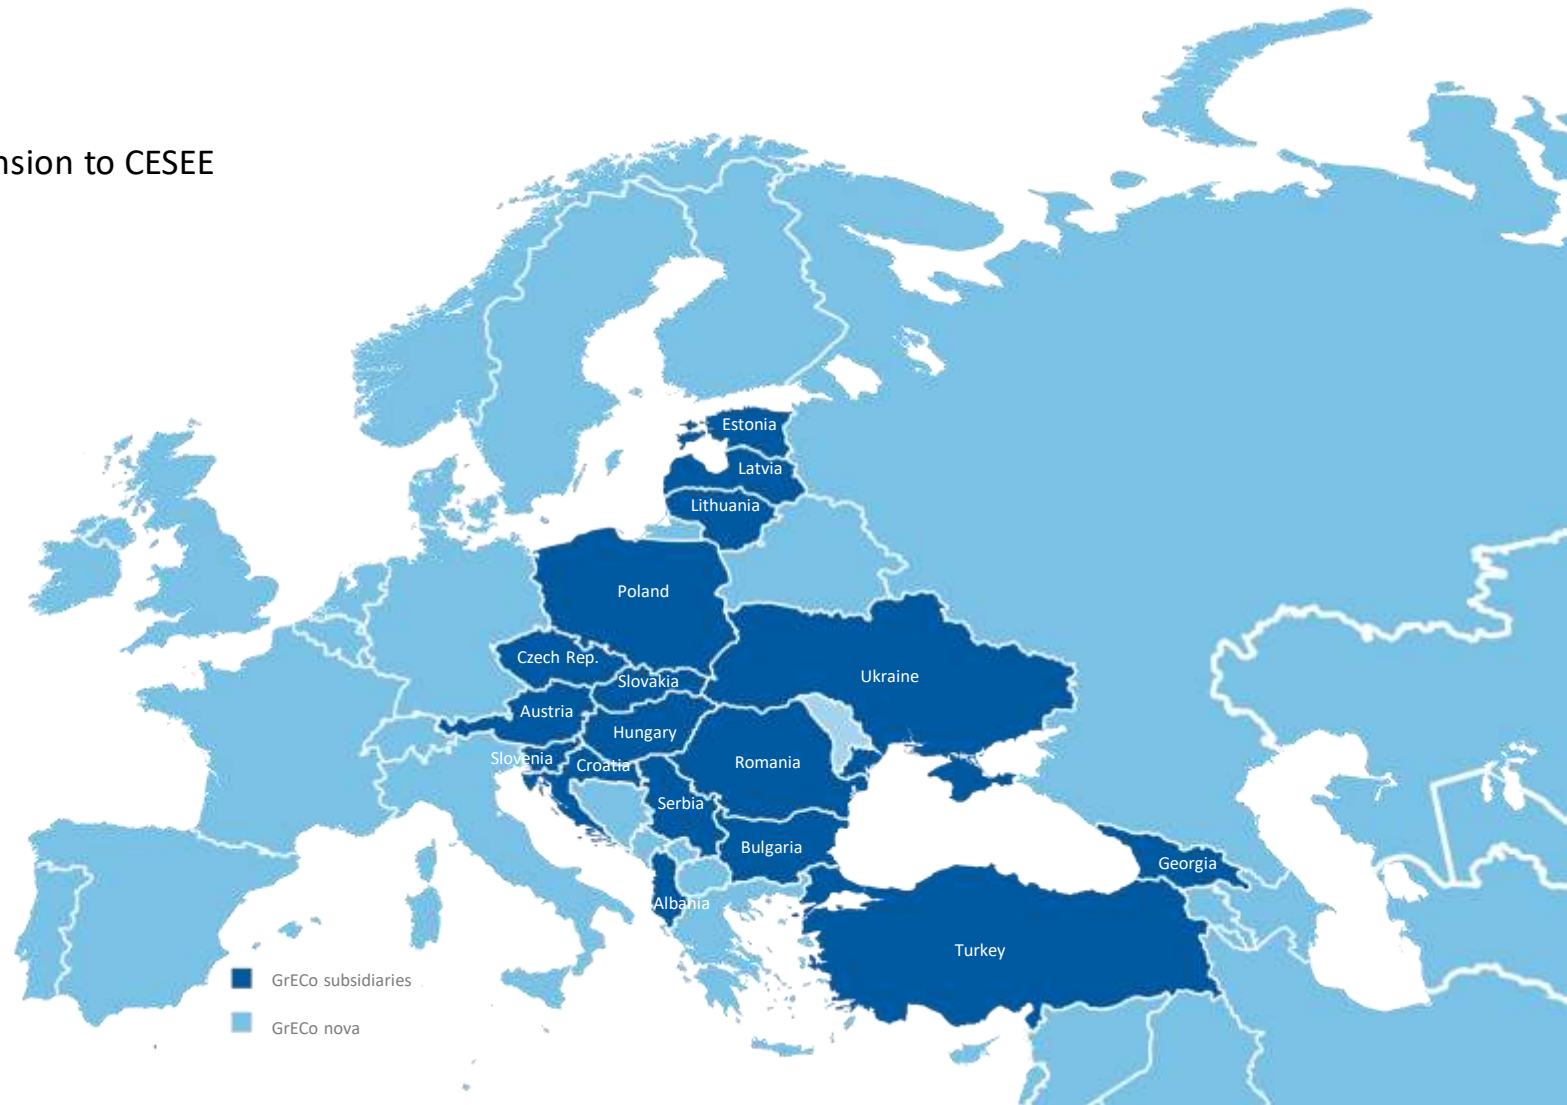 nsion to CESEE
Estonia
Latvia
Lithuania
Poland
Czech Rep.
Slovakia
Ukraine
Austria
Hungary
Slovenia
Croatia
Romania
Serbia
Bulgaria
Georgia
Albania
Turkey
GrECo subsidiaries
GrECo nova